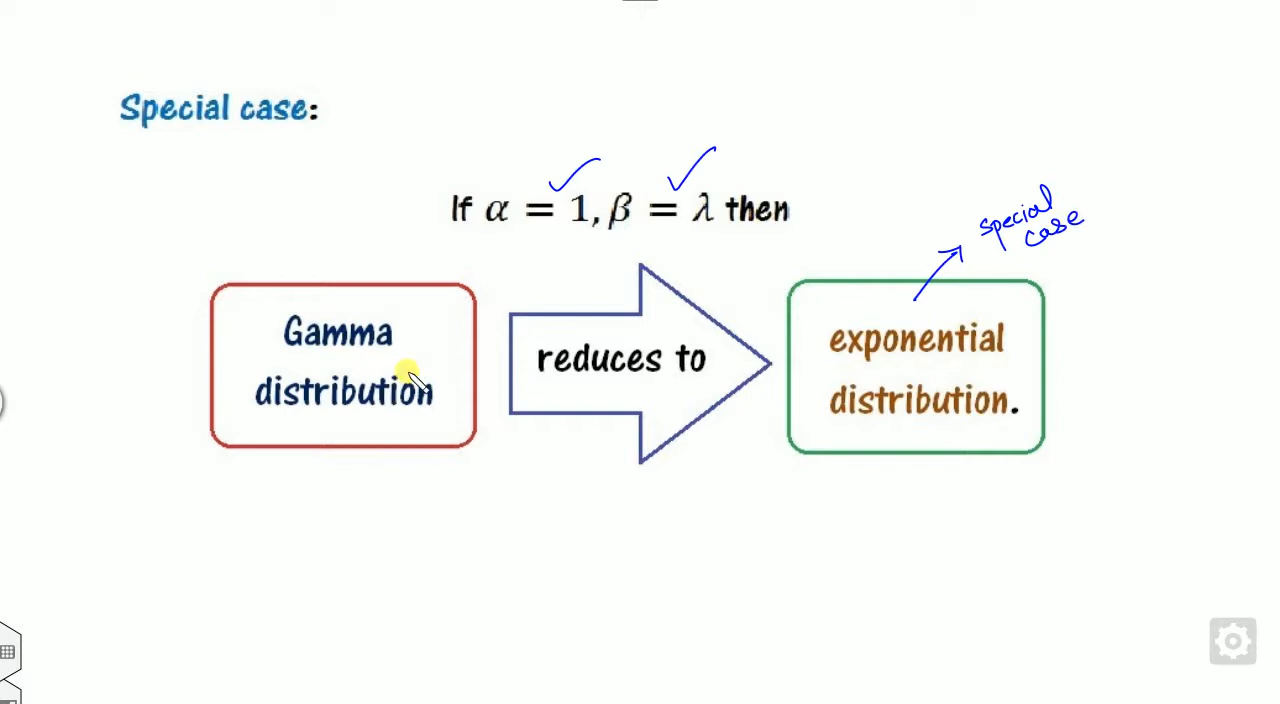 Special case:
If α = 1, β = λ then
special
case
Gamma
distribution
reduces to
exponential
distribution.